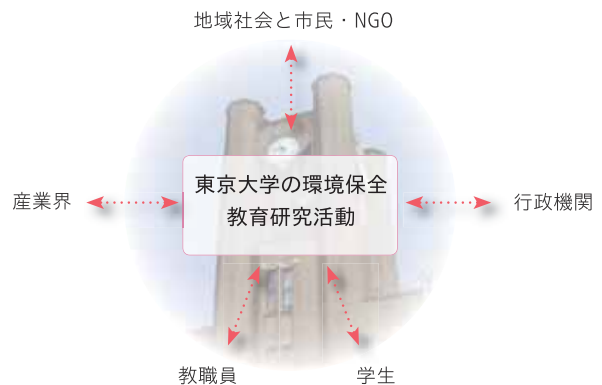 地域社会と市民・NGO
東京大学の環境保全
教育研究活動
産業界
行政機関
教職員
学生